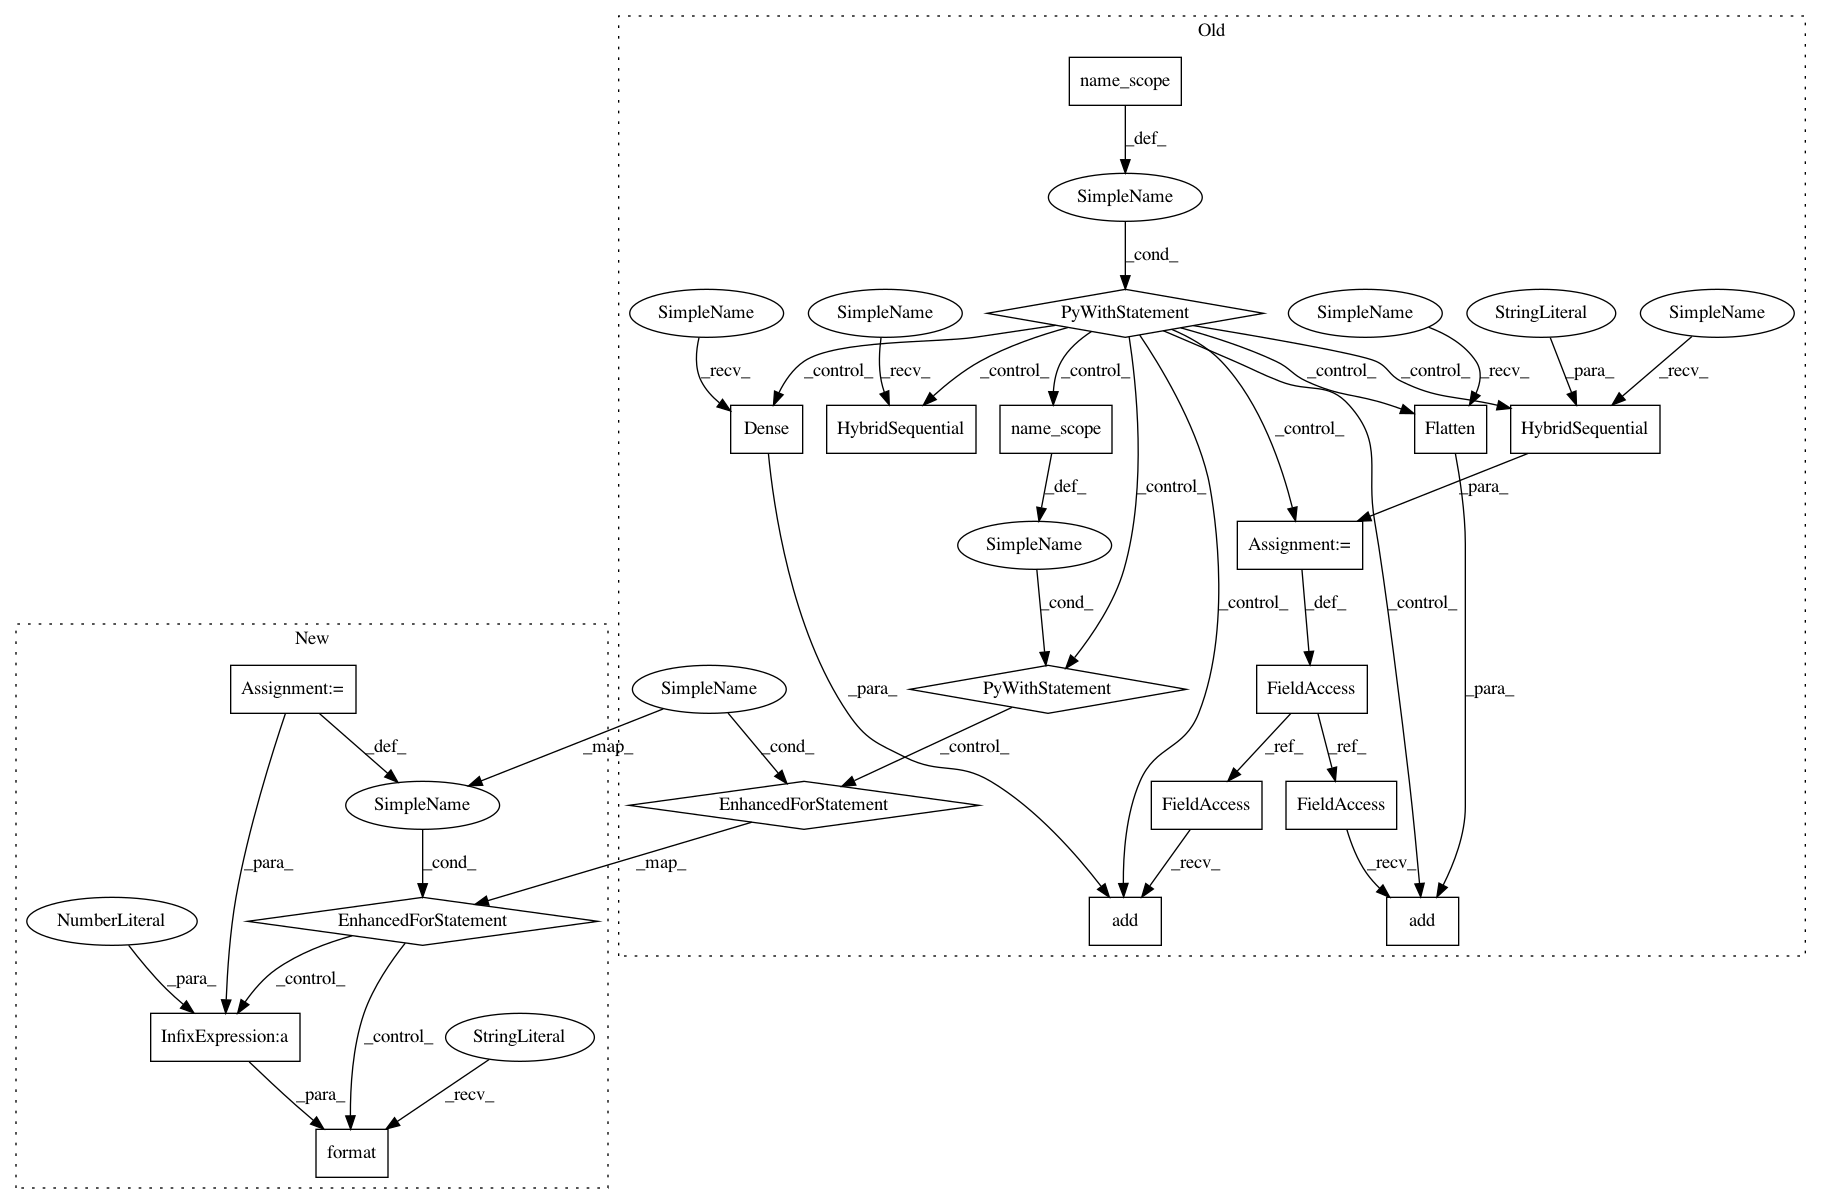 Old
name_scope
_def_
SimpleName
_cond_
SimpleName
SimpleName
PyWithStatement
SimpleName
StringLiteral
SimpleName
_recv_
_control_
_recv_
_control_
_control_
_control_
_recv_
_control_
_para_
_recv_
Dense
HybridSequential
name_scope
Flatten
HybridSequential
_control_
_def_
_control_
_para_
SimpleName
Assignment:=
_cond_
_control_
_def_
_control_
New
Assignment:=
SimpleName
_para_
PyWithStatement
FieldAccess
_para_
_def_
_map_
_cond_
_control_
_ref_
_ref_
SimpleName
EnhancedForStatement
FieldAccess
FieldAccess
_para_
_cond_
_map_
_recv_
_recv_
NumberLiteral
EnhancedForStatement
add
add
_para_
_control_
InfixExpression:a
_control_
StringLiteral
_para_
_recv_
format